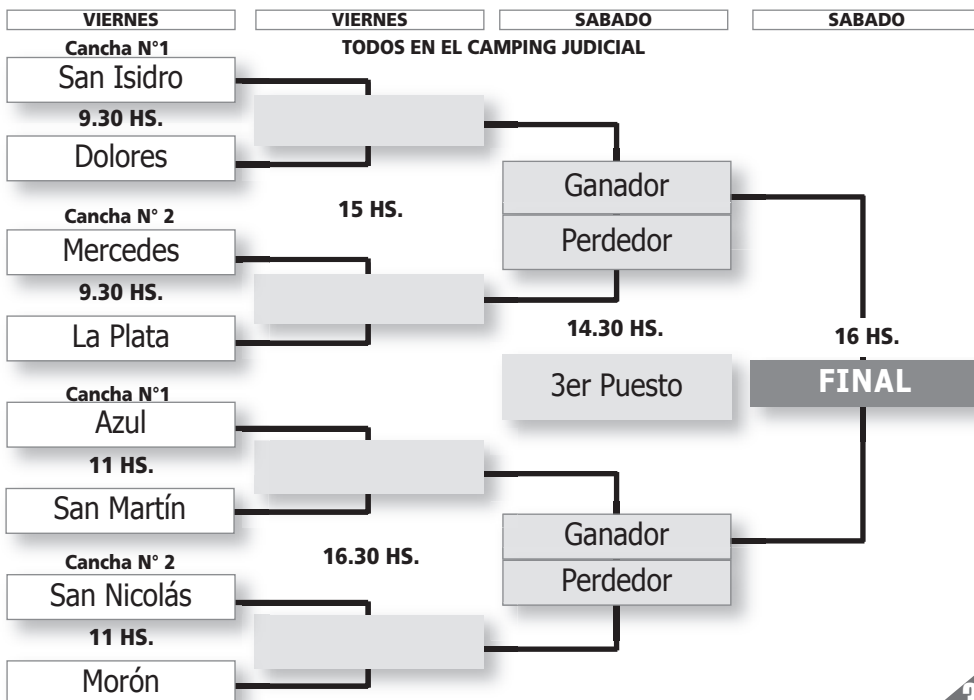 VIERNES
VIERNES
SABADO
SABADO
TODOS EN EL CAMPING JUDICIAL
Cancha N°1
San Isidro
9.30 HS.
Dolores
Cancha N° 2
Mercedes
9.30 HS.
La Plata
Cancha N°1
Azul
11 HS.
San Martín
Cancha N° 2
San Nicolás
11 HS.
Morón
15 HS.
16.30 HS.
Ganador
Perdedor
14.30 HS.
3er Puesto
Ganador
Perdedor
16 HS.
FINAL